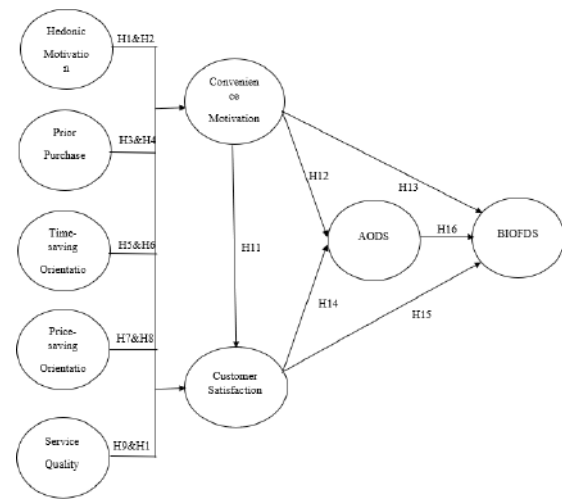 Hedonic
Motivatio
n
H1&H2
Convenien
ce
Motivation
Prior
Purchase
H3&H4
H12
H13
Time-
saving
Orientatio
H5&H6
H11
AODS
H16
BIOFDS
Price-
saving
Orientatio
H7&H8
H14
H15
Customer
Satisfaction
Service
Quality
H9&H1